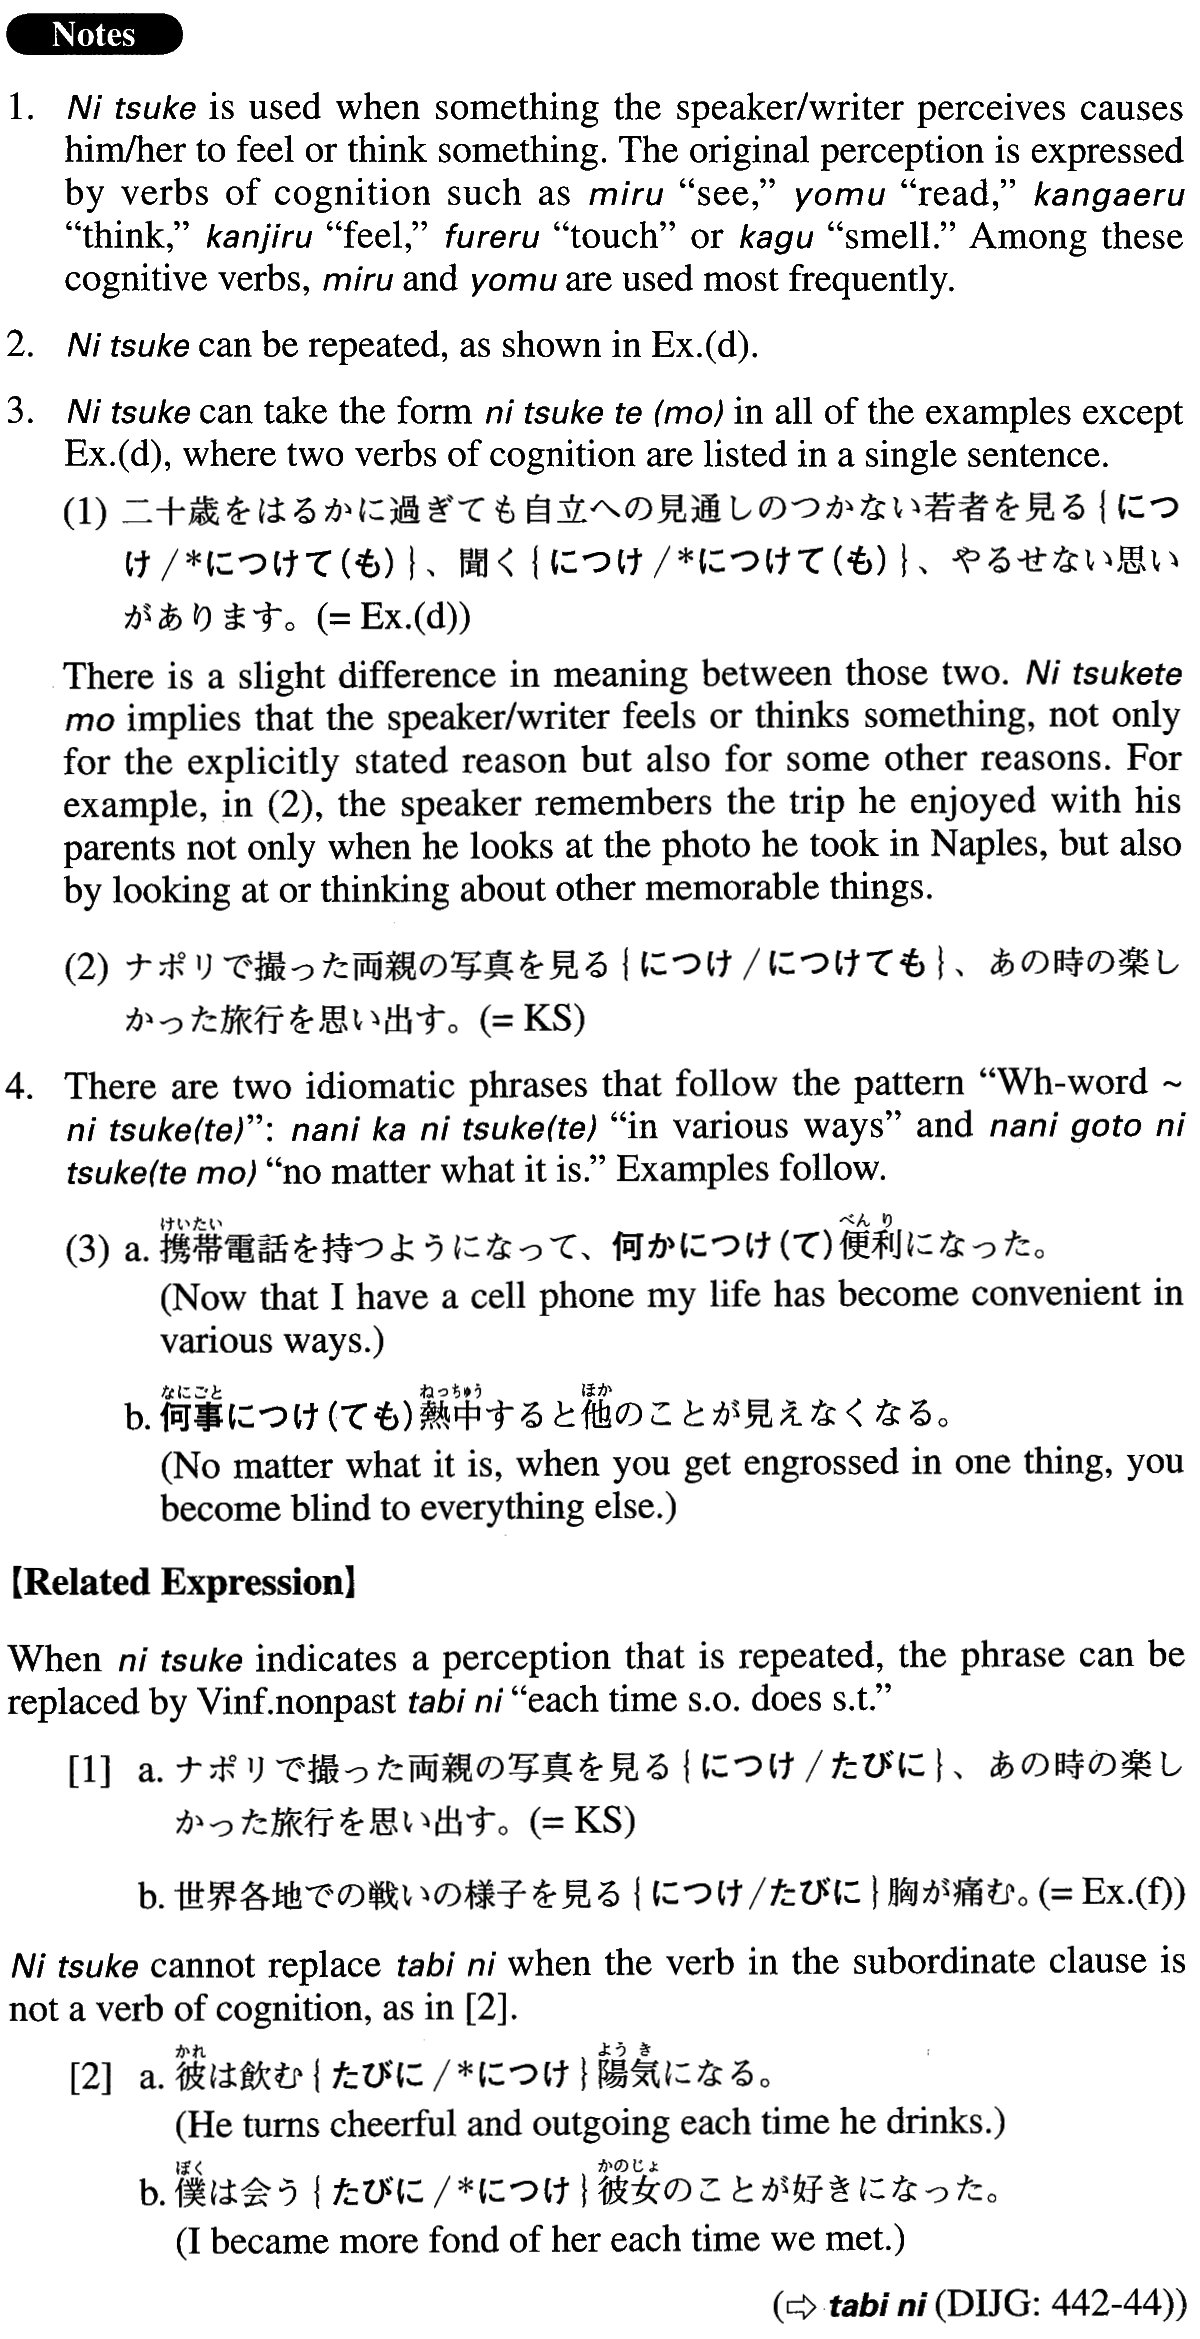 Notes
1. Ni tsuke is used when something the speaker/writer perceives causes
him/her to feel or think something. The original perception is expressed
by verbs of cognition such as miru “see,” yomu “read,” kangaeru
“think,” kanjiru “feel,” fureru “touch” or kagu “smell.” Among these
cognitive verbs, miru and yomu are used most frequently.
2. Ni tsuke can be repeated, as shown in Ex.(d).
3. Ni tsuke can take the form ni tsuke te (mo) in all of the examples except
Ex.(d), where two verbs of cognition are listed in a single sentence.
(1) 二十歳をはるかに過ぎても自立への見通しのつかない若者を見る{につ
け/*につけて(も)}、聞く{につけ/*につけて(も)}、やるせない思い
があります。(= Ex.(d))
There is a slight difference in meaning between those two. Ni tsukete
mo implies that the speaker/writer feels or thinks something, not only
for the explicitly stated reason but also for some other reasons. For
example, in (2), the speaker remembers the trip he enjoyed with his
parents not only when he looks at the photo he took in Naples, but also
by looking at or thinking about other memorable things.
(2) ナポリで撮った両親の写真を見る{につけ/につけても}、あの時の楽し
かった旅行を思い出す。(= KS)
4. There are two idiomatic phrases that follow the pattern “Wh-word ~
ni tsuke(te)”: nani ka ni tsuke(te) “in various ways” and nani goto ni
tsuke(te mo) “no matter what it is.” Examples follow.
けいたい べんり
(3) a. 携帯電話を持つようになって、何かにつけ(て)便利になった。
(Now that I have a cell phone my life has become convenient in
various ways.)
なにごと ねっちゅう ほか
b. 何事につけ(ても)熱中すると他のことが見えなくなる。
(No matter what it is, when you get engrossed in one thing, you
become blind to everything else.)
【Related Expression】
When ni tsuke indicates a perception that is repeated, the phrase can be
replaced by Vinf.nonpast tabi ni “each time s.o. does s.t.”
[1] a. ナポリで撮った両親の写真を見る{につけ/たびに}、あの時の楽し
かった旅行を思い出す。(= KS)
b. 世界各地での戦いの様子を見る{につけ/たびに}胸が痛む。(= Ex.(f))
Ni tsuke cannot replace tabi ni when the verb in the subordinate clause is
not a verb of cognition, as in [2].
かれ ようき
[2] a. 彼は飲む{たびに/*につけ}陽気になる。
(He turns cheerful and outgoing each time he drinks.)
ぼく かのじょ
b. 僕は会う{たびに/*につけ}彼女のことが好きになった。
(I became more fond of her each time we met.)
(⇨ tabi ni (DIJG: 442-44))